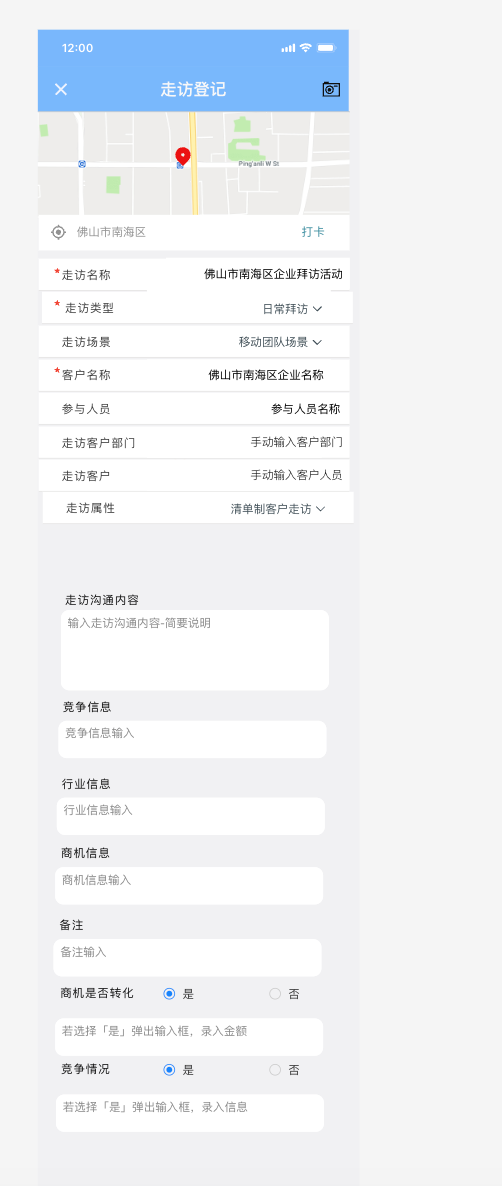 12:00
走访登记
Ping'anli W St
佛山市南海区 打卡
*走访名称 佛山市南海区企业拜访活动
*走访类型 日常拜访
走访场景 移动团队场景
*客户名称 佛山市南海区企业名称
参与人员 参与人员名称
走访客户部门 手动输入客户部门
走访客户 手动输入客户人员
走访属性 清单制客户走访
走访沟通内容
输入走访沟通内容-简要说明
竞争信息
竞争信息输入
行业信息
行业信息输入
商机信息
商机信息输入
备注
备注输入
商机是否转化 是 否
若选择「是」弹出输入框，录入金额
竞争情况 是 否
若选择「是」弹出输入框，录入信息